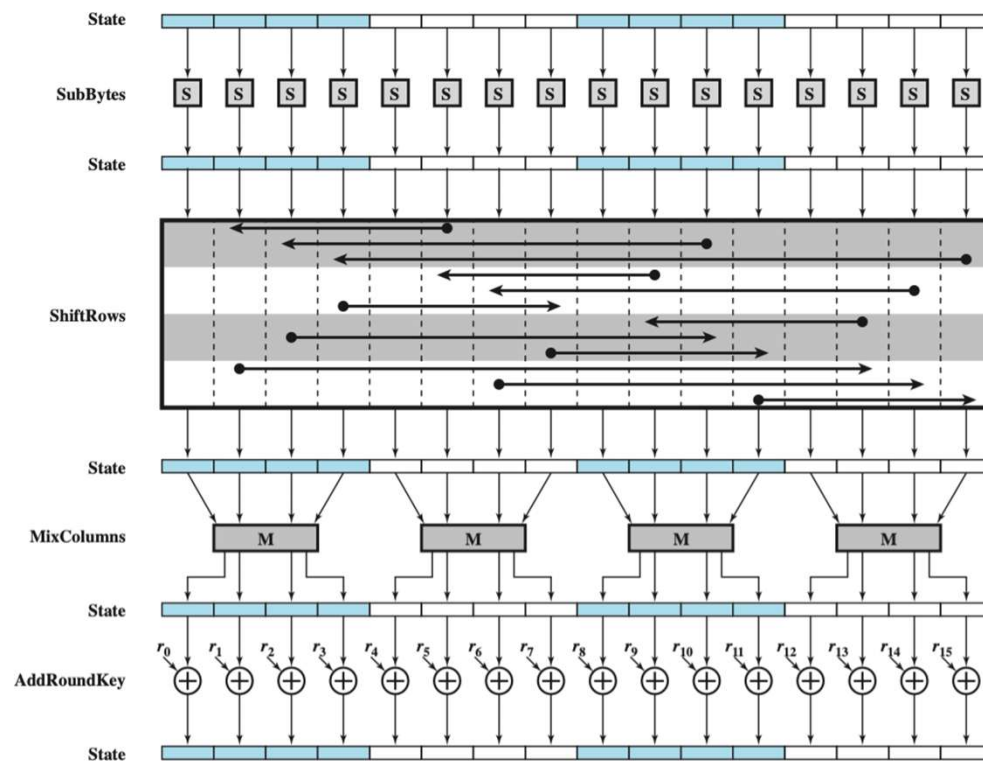 State
SubBytes
S S S S S S S S S S S S S S S S
State
ShiftRows
State
MixColumns
M M M M
State
r0 r1 r2 r3 r4 r5 r6 r7 r8 r9 r10 r11 r12 r13 r14 r15
AddRoundKey
State